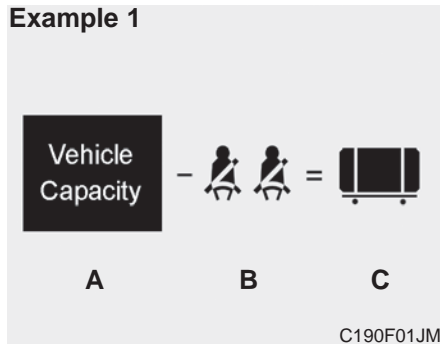 Example 1
Vehicle
Capacity
- =
A B C
C190F01JM